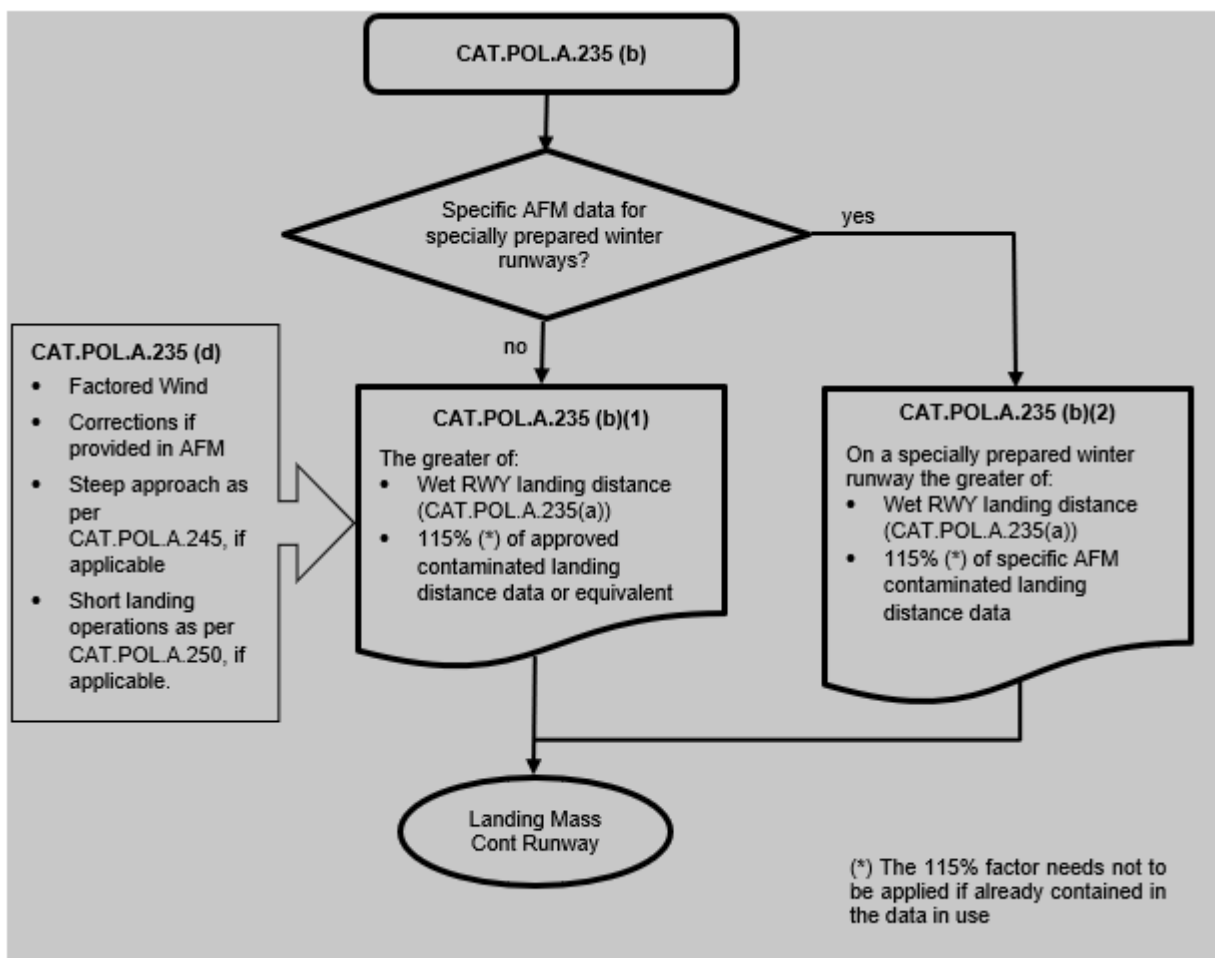 CAT.POL.A.235 (b)
Specific AFM data for
specially prepared winter
runways?
yes
no
CAT.POL.A.235 (d)
• Factored Wind
• Corrections if
provided in AFM
• Steep approach as
per
CAT.POL.A.245, if
applicable
• Short landing
operations as per
CAT.POL.A.250, if
applicable.
CAT.POL.A.235 (b)(1)
The greater of:
• Wet RWY landing distance
(CAT.POL.A.235(a))
• 115% (*) of approved
contaminated landing
distance data or equivalent
CAT.POL.A.235 (b)(2)
On a specially prepared winter
runway the greater of:
• Wet RWY landing distance
(CAT.POL.A.235(a))
• 115% (*) of specific AFM
contaminated landing
distance data
Landing Mass
Cont Runway
(*) The 115% factor needs not to
be applied if already contained in
the data in use